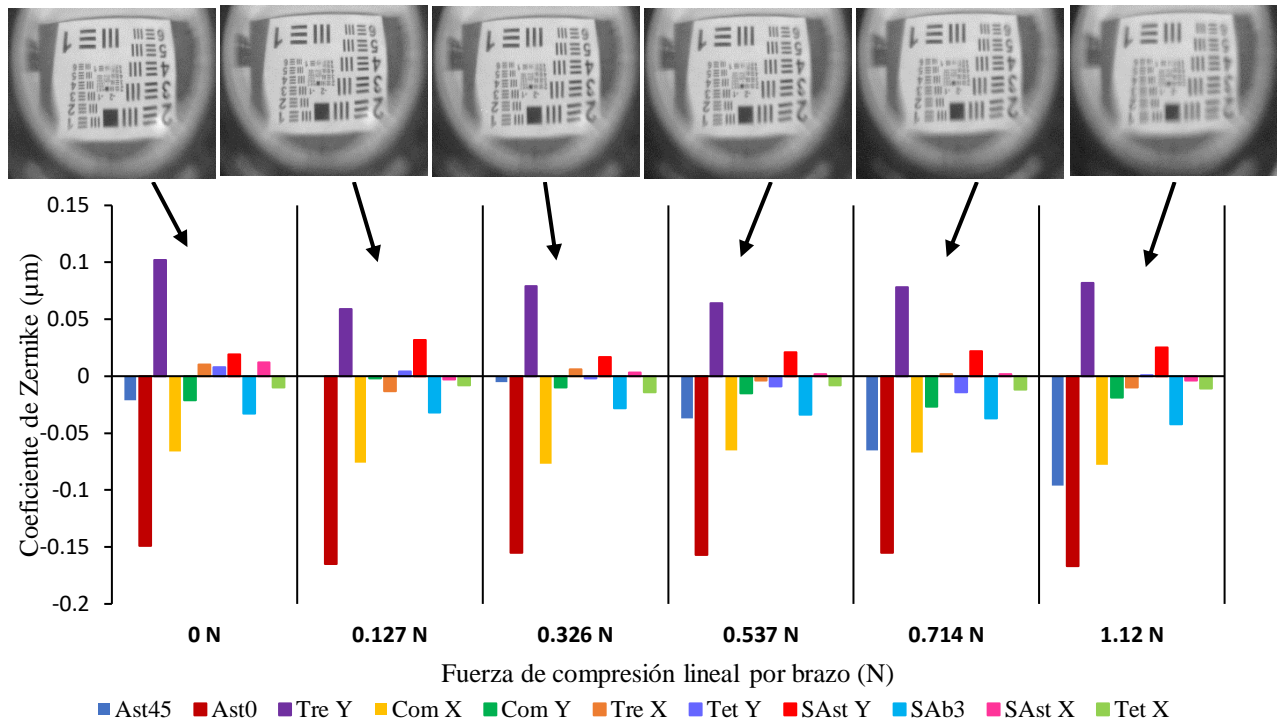 0.15
0.1
0.05
0
-0.05
-0.1
-0.15
-0.2
Coeficiente de Zernike (µm)
0 N 0.127 N 0.326 N 0.537 N 0.714 N 1.12 N
Fuerza de compresión lineal por brazo (N)
Ast45 Ast0 Tre Y Com X Com Y Tre X Tet Y SAst Y SAb3 SAst X Tet X